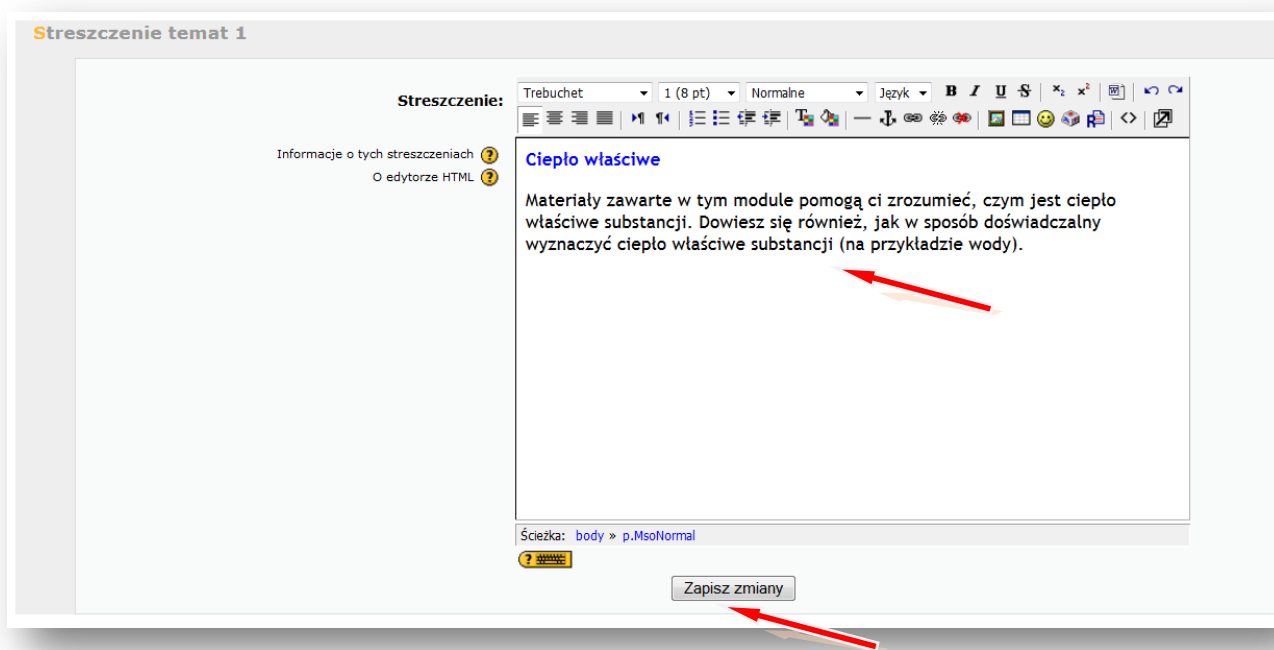 Streszczenie temat 1
Streszczenie:
Trebuchet 1 (8 pt) Normalne Język B I U S x₂ x²
Informacje o tych streszczeniach ?
O edytorze HTML ?
Ciepło właściwe
Materiały zawarte w tym module pomogą ci zrozumieć, czym jest ciepło
właściwe substancji. Dowiesz się również, jak w sposób doświadczalny
wyznaczyć ciepło właściwe substancji (na przykładzie wody).
Ścieżka: body » p.MsoNormal
?
Zapisz zmiany